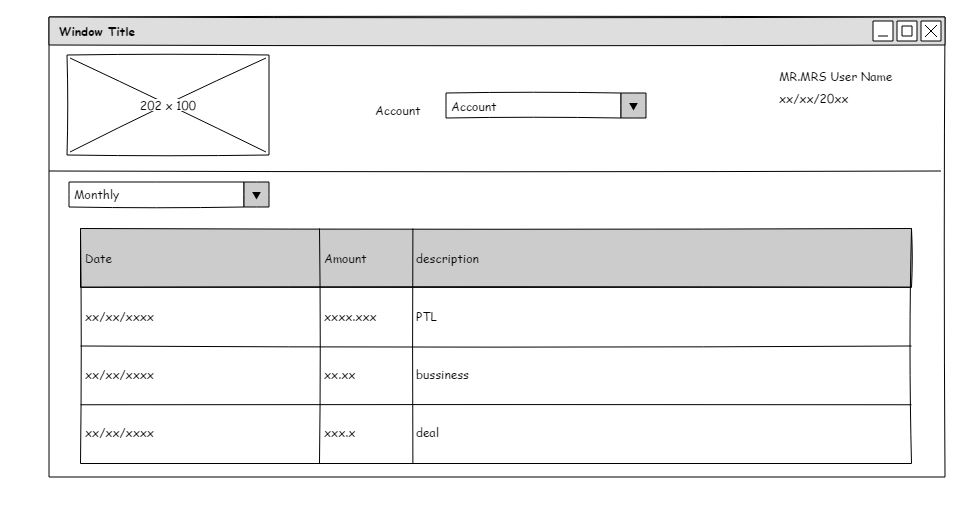 Window Title
202 x 100
Account
Account
MR.MRS User Name
xx/xx/20xx
Monthly
Date Amount description
xx/xx/xxxx xxxx.xxx PTL
xx/xx/xxxx xx.xx bussiness
xx/xx/xxxx xxx.x deal